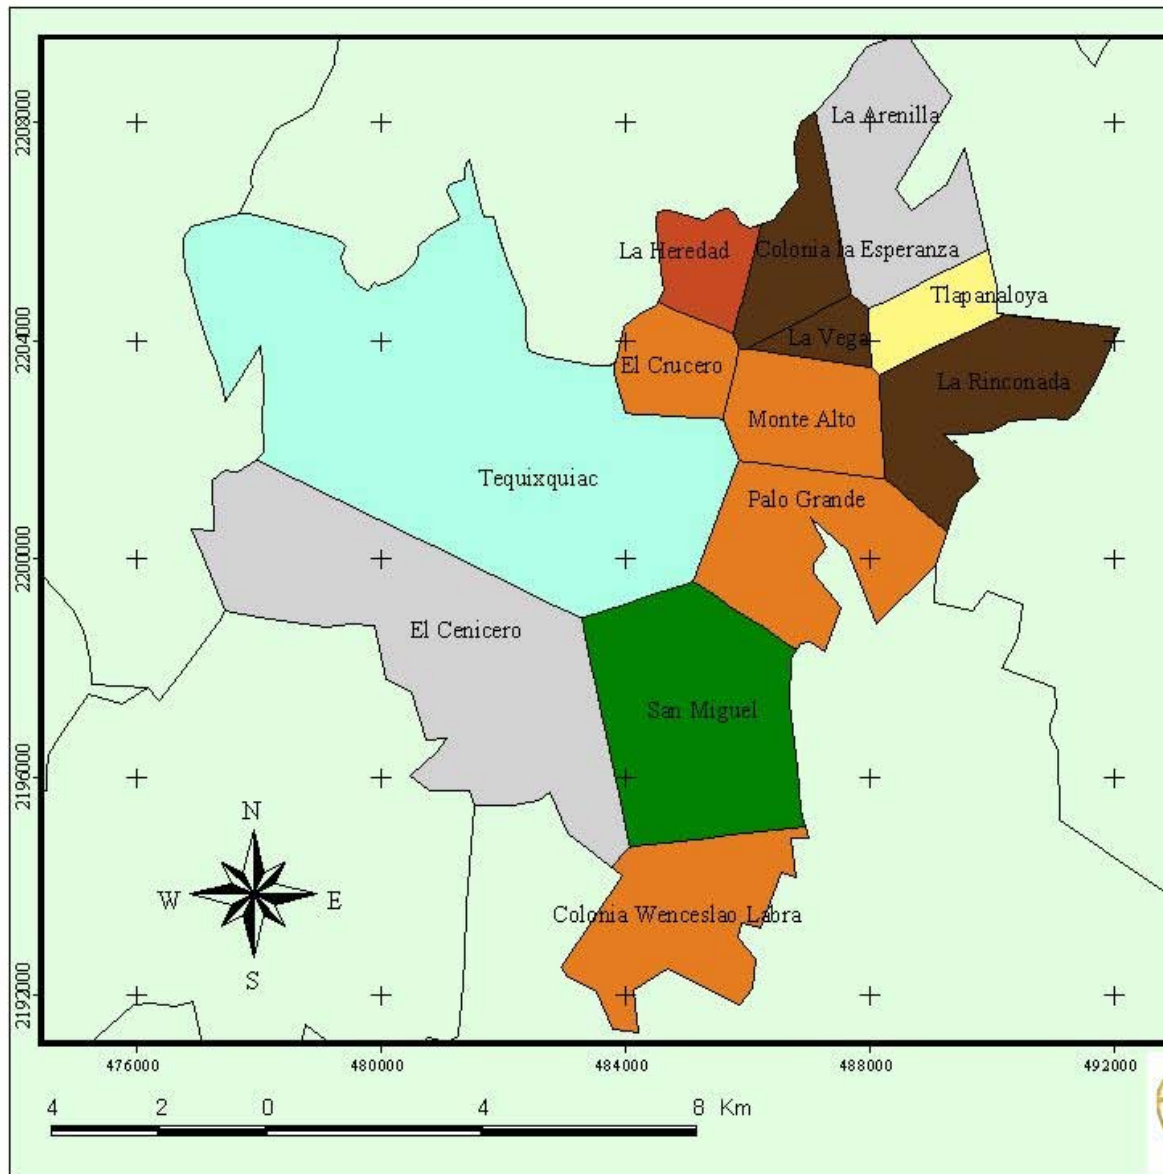 2208000
La Arenilla
La Heredad
Colonia la Esperanza
Tlapanaloya
2204000
La Vega
El Crucero
La Rinconada
Monte Alto
Tequixquiac
Palo Grande
2200000
El Cenicero
San Miguel
2196000
N
W
E
Colonia Wenceslao Labra
S
2192000
476000 480000 484000 488000 492000
4 2 0 4 8 Km